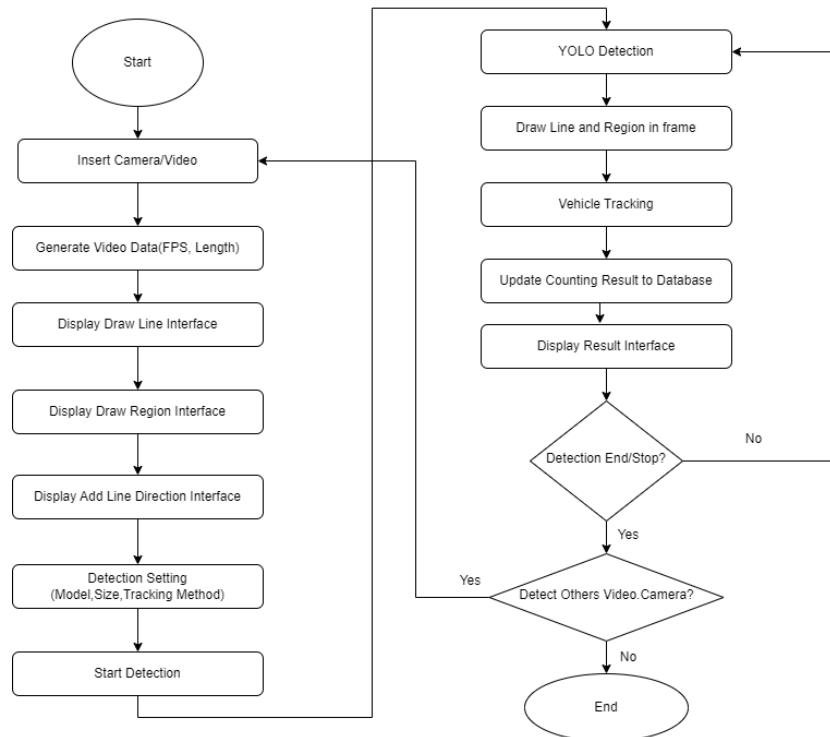 Start
Insert Camera/Video
Generate Video Data(FPS, Length)
Display Draw Line Interface
Display Draw Region Interface
Display Add Line Direction Interface
Detection Setting
(Model,Size,Tracking Method)
Start Detection
YOLO Detection
Draw Line and Region in frame
Vehicle Tracking
Update Counting Result to Database
Display Result Interface
Detection End/Stop?
No
Yes
Detect Others Video.Camera?
Yes
No
End